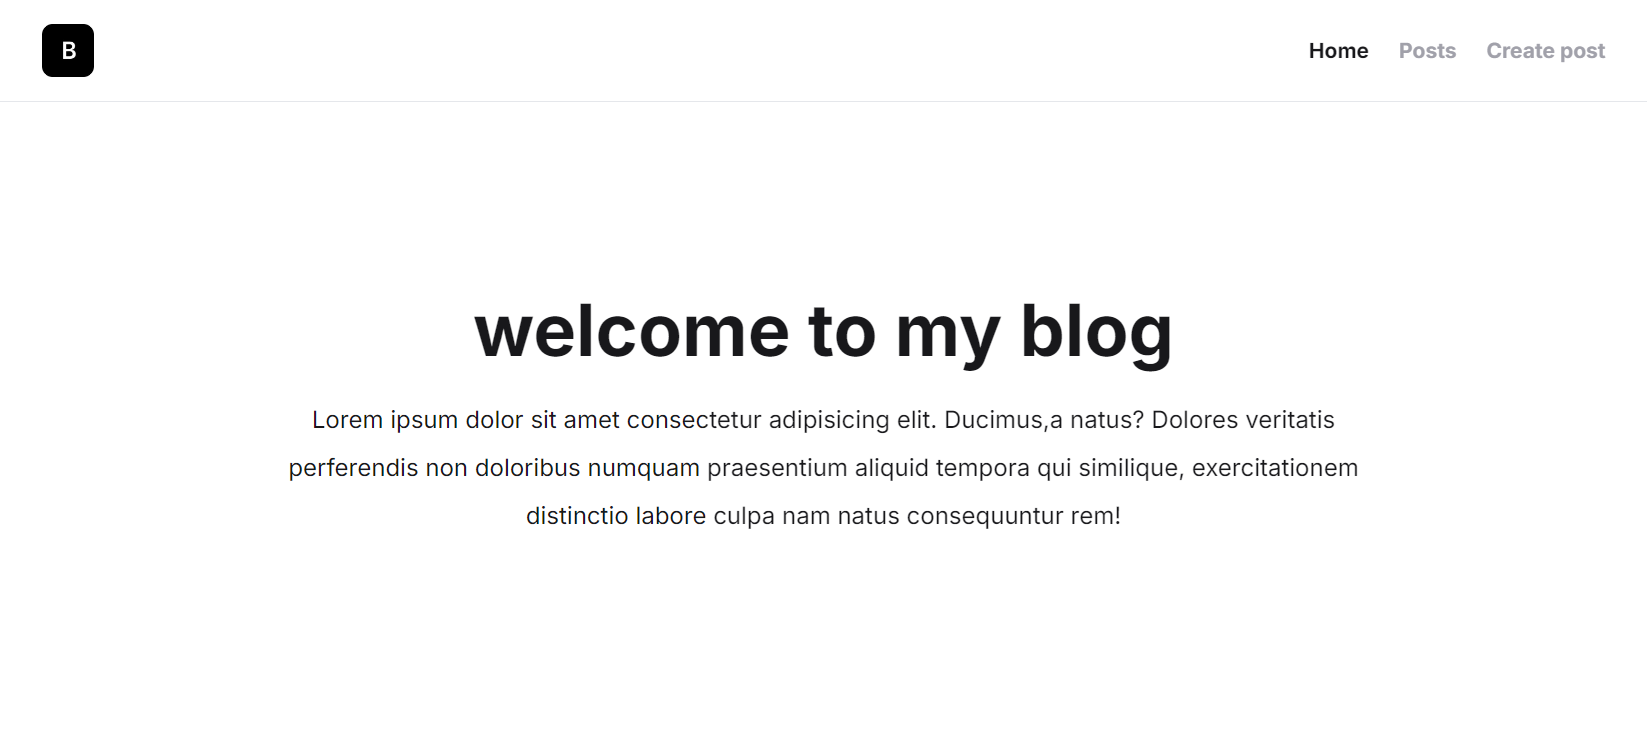 B
Home Posts Create post
welcome to my blog
Lorem ipsum dolor sit amet consectetur adipisicing elit. Ducimus,a natus? Dolores veritatis
perferendis non doloribus numquam praesentium aliquid tempora qui similique, exercitationem
distinctio labore culpa nam natus consequuntur rem!